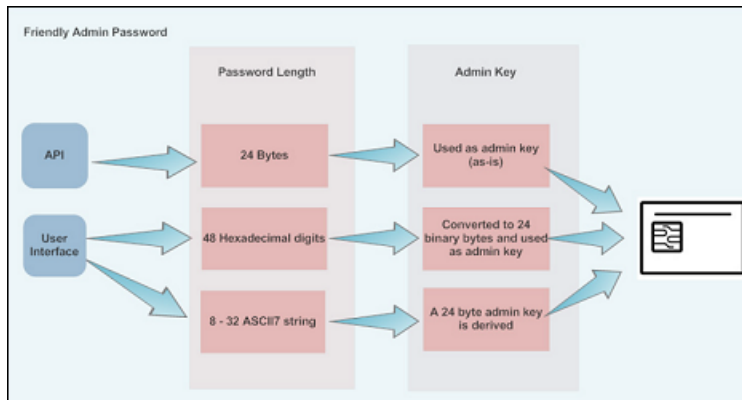 Friendly Admin Password
Password Length
Admin Key
API
24 Bytes
Used as admin key
(as-is)
User
Interface
48 Hexadecimal digits
Converted to 24
binary bytes and used
as admin key
8 - 32 ASCII7 string
A 24 byte admin key
is derived